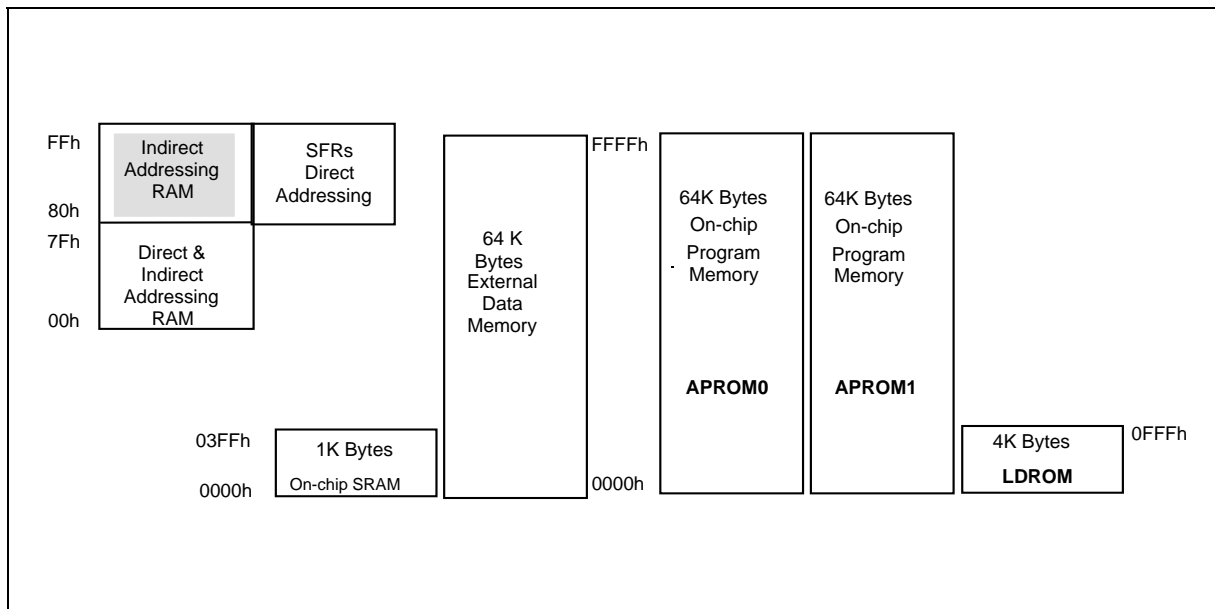 FFh
Indirect
Addressing
RAM
80h
SFRs
Direct
Addressing
7Fh
Direct &
Indirect
Addressing
RAM
00h
03FFh
1K Bytes
On-chip SRAM
0000h
64 K
Bytes
External
Data
Memory
FFFFh
0000h
64K Bytes
On-chip
Program
Memory
APROM0
64K Bytes
On-chip
Program
Memory
APROM1
4K Bytes
LDROM
0FFFh